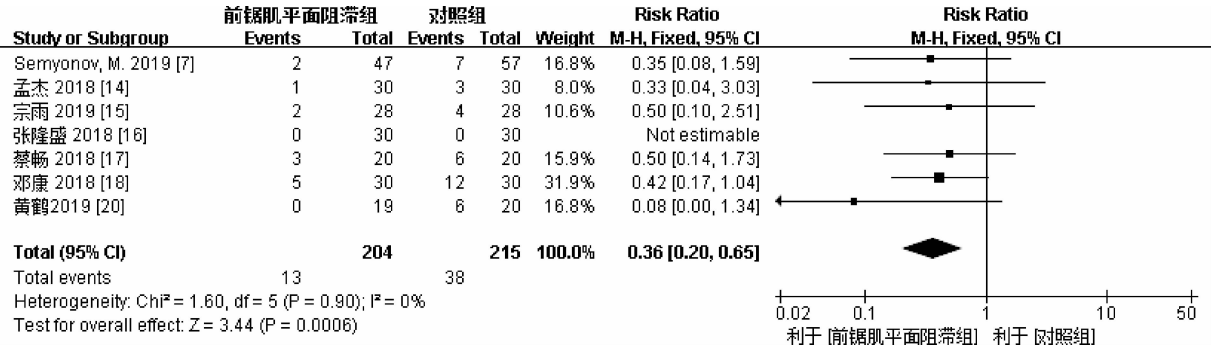 前锯肌平面阻滞组 对照组 Risk Ratio Risk Ratio
Study or Subgroup Events Total Events Total Weight M-H, Fixed, 95% CI M-H, Fixed, 95% CI
Semyonov, M. 2019 [7] 2 47 7 57 16.8% 0.35 [0.08, 1.59]
孟杰 2018 [14] 1 30 3 30 8.0% 0.33 [0.04, 3.03]
宗雨 2019 [15] 2 28 4 28 10.6% 0.50 [0.10, 2.51]
张隆盛 2018 [16] 0 30 0 30 Not estimable
蔡畅 2018 [17] 3 20 6 20 15.9% 0.50 [0.14, 1.73]
邓康 2018 [18] 5 30 12 30 31.9% 0.42 [0.17, 1.04]
黄鹤2019 [20] 0 19 6 20 16.8% 0.08 [0.00, 1.34]
Total (95% CI) 204 215 100.0% 0.36 [0.20, 0.65]
Total events 13 38
Heterogeneity: Chi² = 1.60, df = 5 (P = 0.90); I² = 0%
Test for overall effect: Z = 3.44 (P = 0.0006)
0.02 0.1 1 10 50
利于 [前锯肌平面阻滞组] 利于 [对照组]